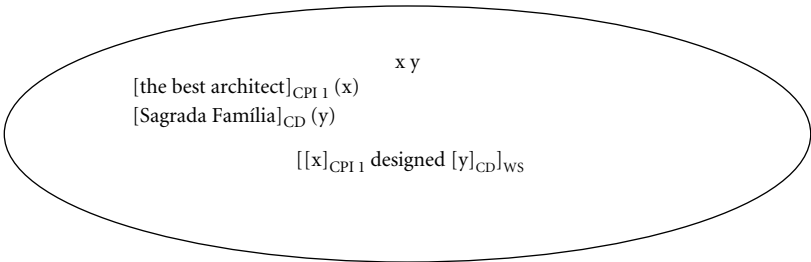 x y
[the best architect]CPI 1 (x)
[Sagrada Família]CD (y)
[[x]CPI 1 designed [y]CD]WS